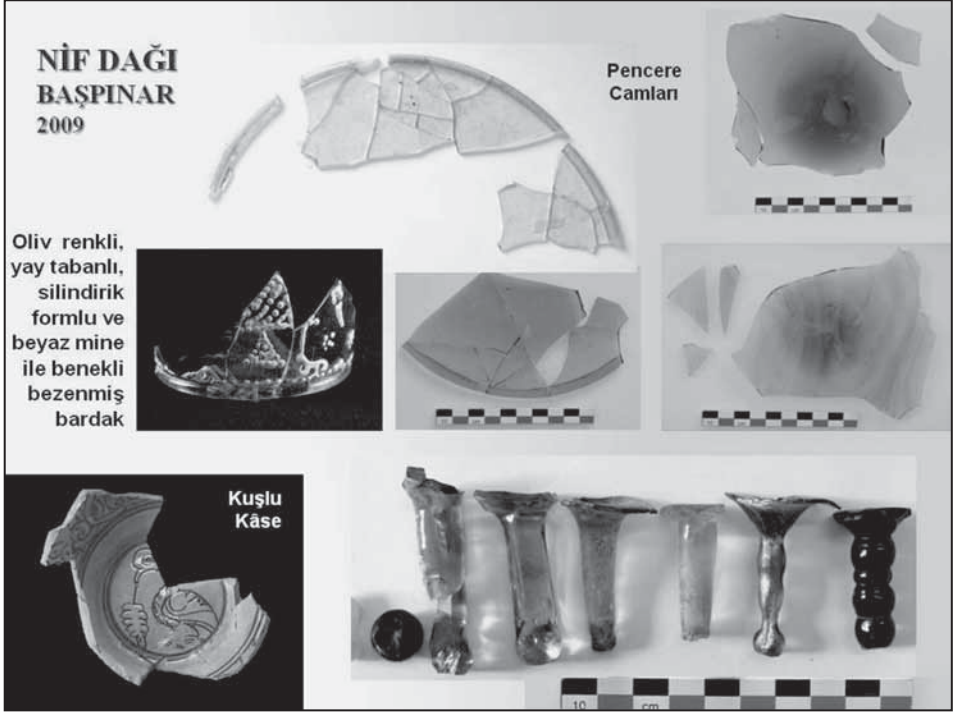 NİF DAĞI
BAŞPINAR
2009
Pencere
Camları
Oliv renkli,
yay tabanlı,
silindirik
formlu ve
beyaz mine
ile benekli
bezenmiş
bardak
Kuşlu
Kâse
10 cm